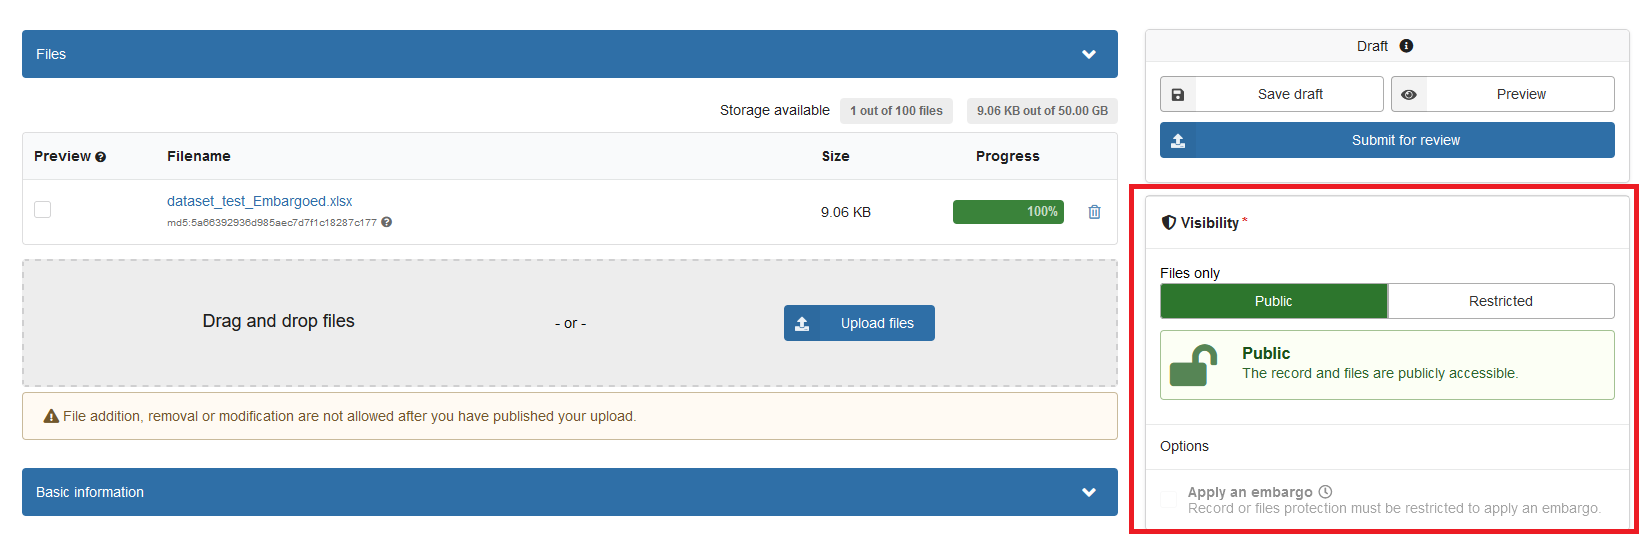 Files
Storage available 1 out of 100 files 9.06 KB out of 50.00 GB
Preview Filename Size Progress
dataset_test_Embargoed.xlsx
md5:5a66392936d985aec7d7f1c18287c177
9.06 KB 100%
Drag and drop files - or - Upload files
File addition, removal or modification are not allowed after you have published your upload.
Basic information
Draft
Save draft Preview
Submit for review
Visibility *
Files only
Public Restricted
Public
The record and files are publicly accessible.
Options
Apply an embargo
Record or files protection must be restricted to apply an embargo.